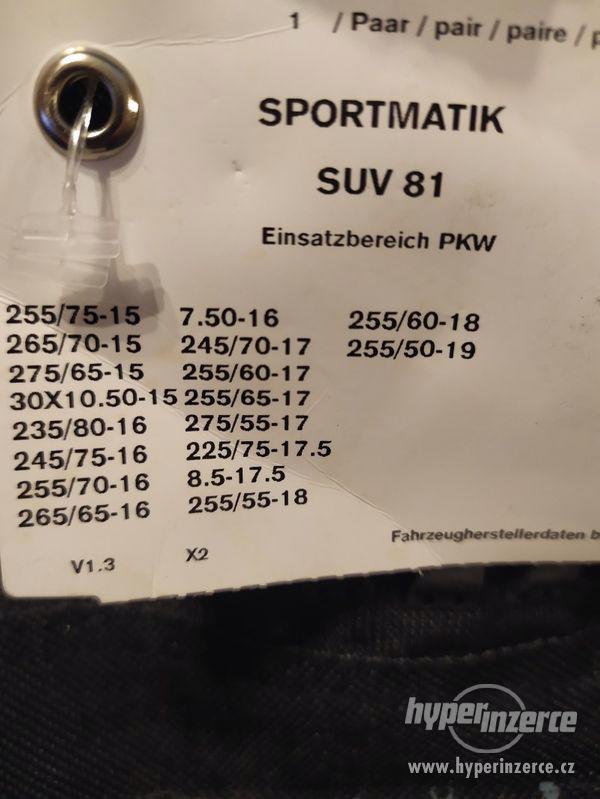 1 / Paar / pair / paire /
SPORTMATIK
SUV 81
Einsatzbereich PKW
255/75-15 7.50-16 255/60-18
265/70-15 245/70-17 255/50-19
275/65-15 255/60-17
30X10.50-15 255/65-17
235/80-16 275/55-17
245/75-16 225/75-17.5
255/70-16 8.5-17.5
265/65-16 255/55-18
Fahrzeugherstellerdaten b
V1.3 X2
hyperinzerce
www.hyperinzerce.cz